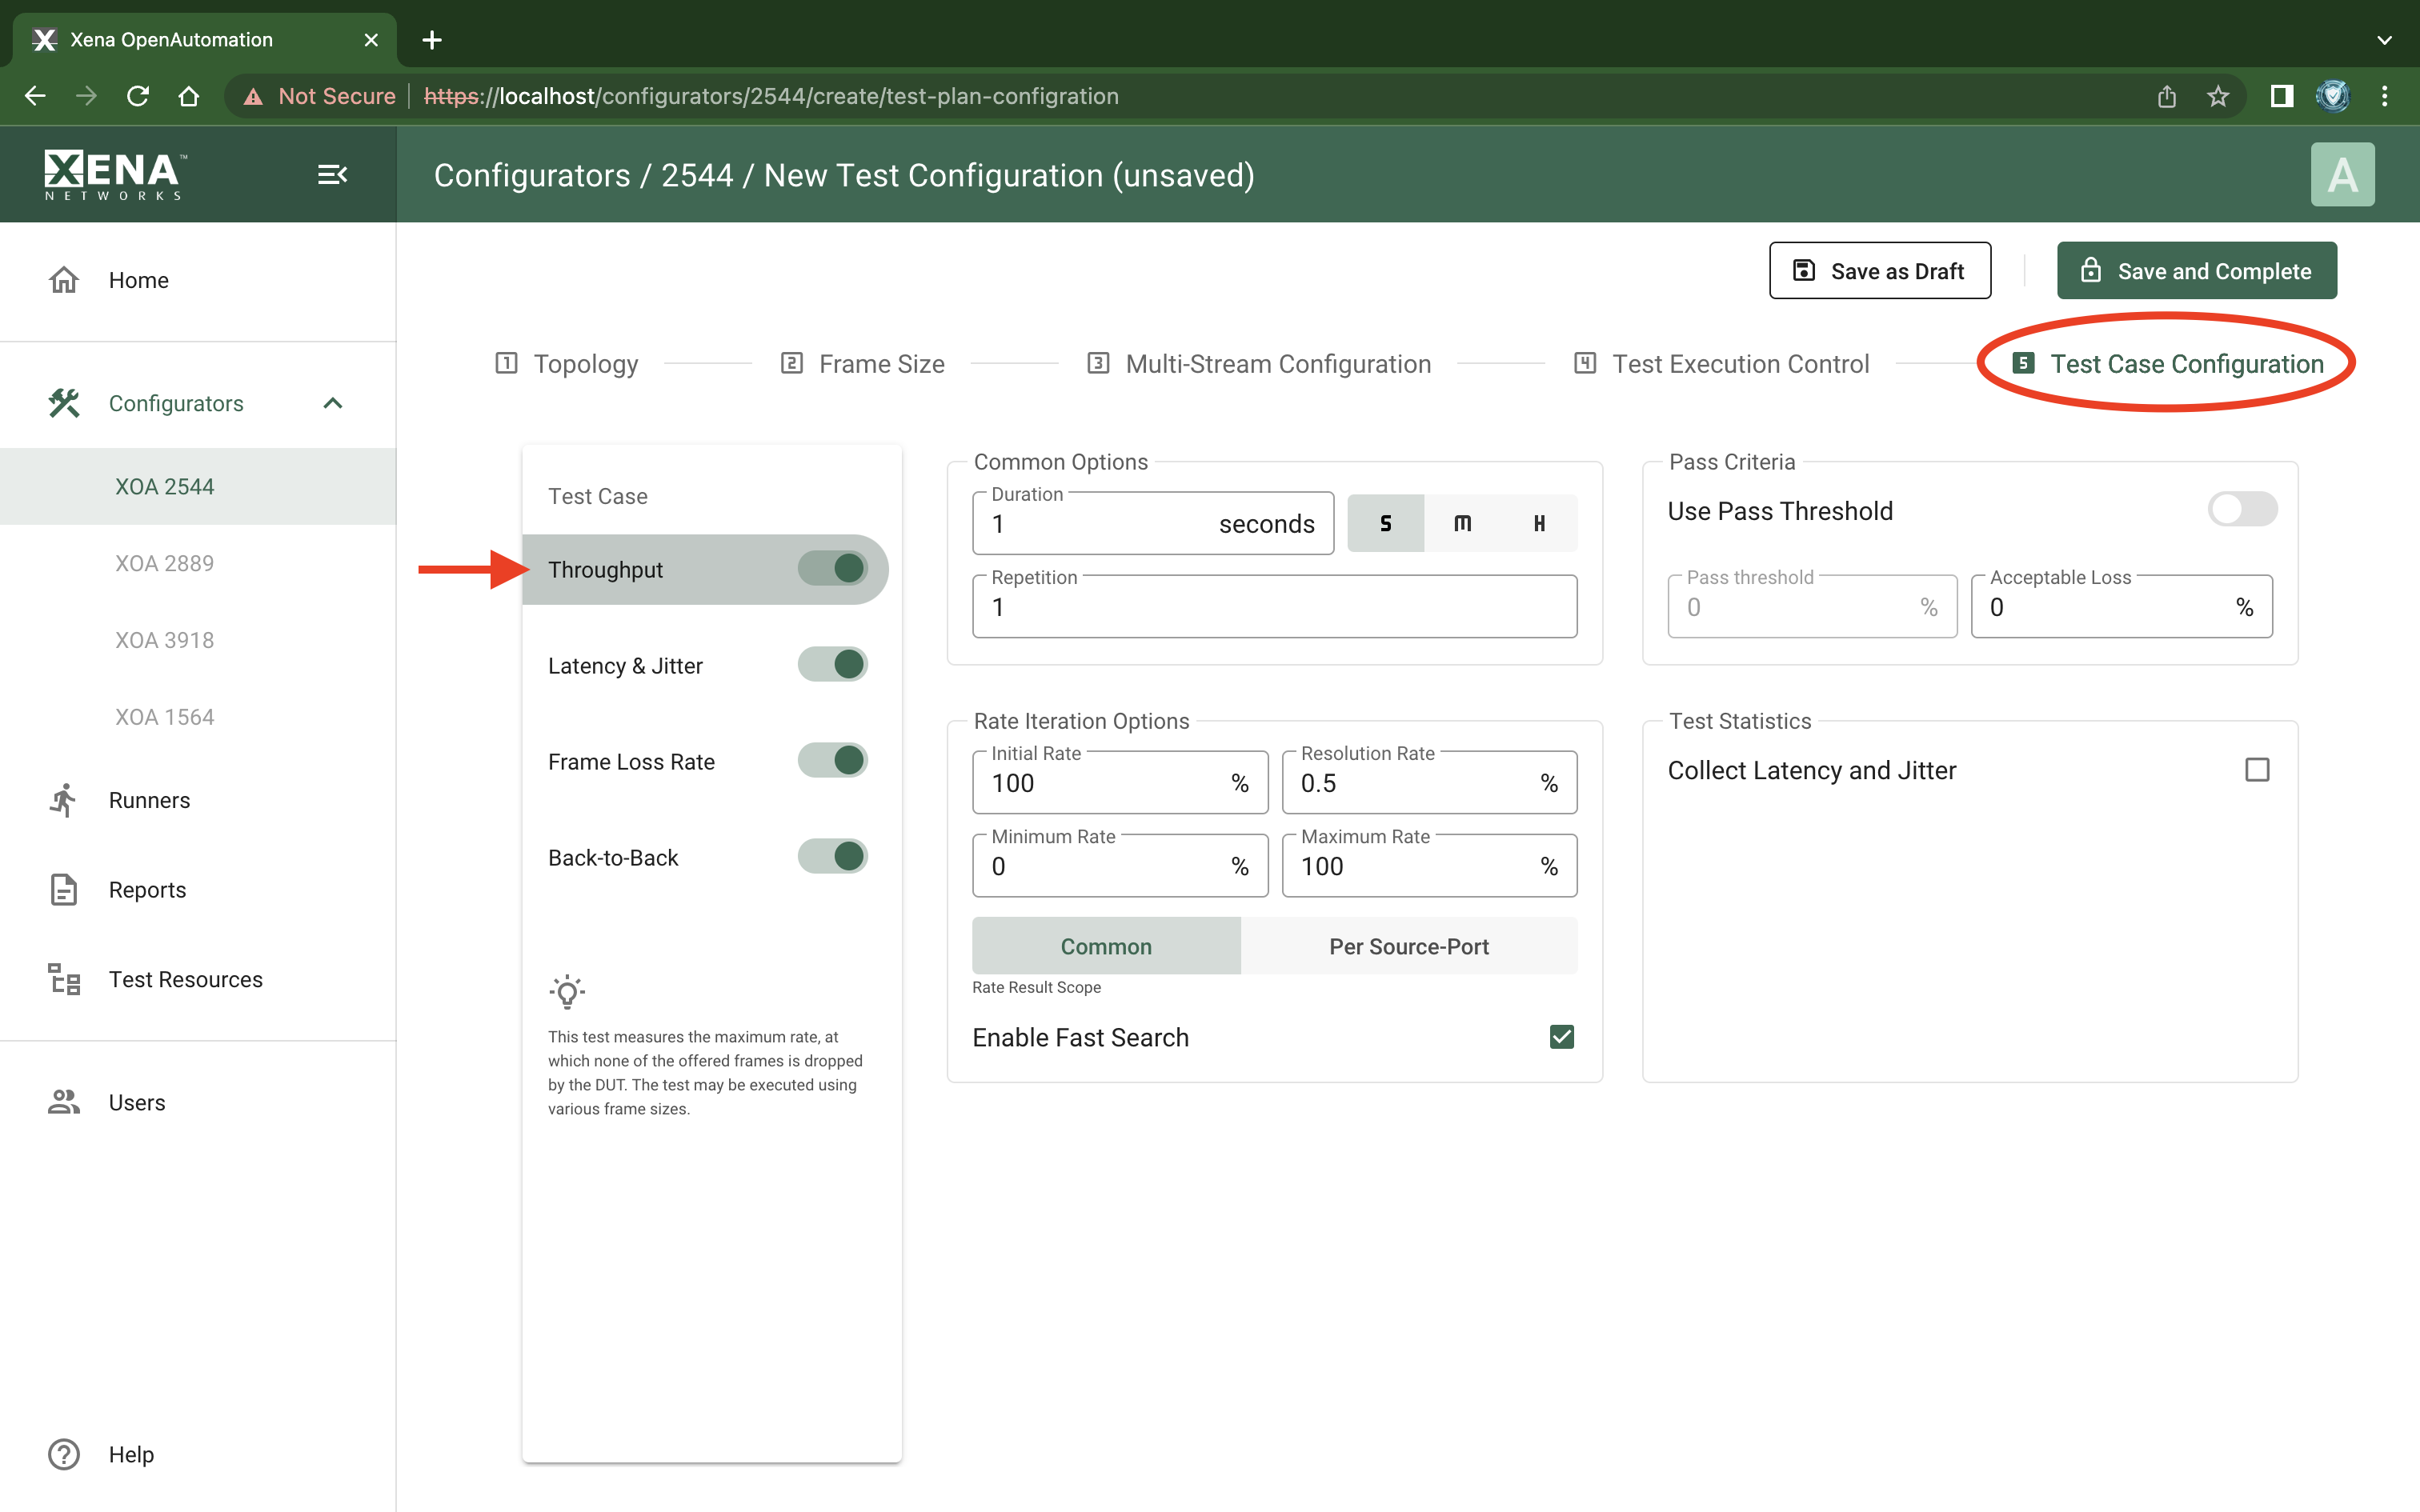 Xena OpenAutomation
Not Secure https://localhost/configurators/2544/create/test-plan-configration
XENA™
NETWORKS
Configurators / 2544 / New Test Configuration (unsaved)
A
Home
Configurators
XOA 2544
XOA 2889
XOA 3918
XOA 1564
Runners
Reports
Test Resources
Users
Help
Save as Draft
Save and Complete
1 Topology
2 Frame Size
3 Multi-Stream Configuration
4 Test Execution Control
5 Test Case Configuration
Test Case
Throughput
Latency & Jitter
Frame Loss Rate
Back-to-Back
This test measures the maximum rate, at
which none of the offered frames is dropped
by the DUT. The test may be executed using
various frame sizes.
Common Options
Duration
1 seconds
S M H
Repetition
1
Pass Criteria
Use Pass Threshold
Pass threshold
0 %
Acceptable Loss
0 %
Rate Iteration Options
Initial Rate
100 %
Resolution Rate
0.5 %
Minimum Rate
0 %
Maximum Rate
100 %
Common
Per Source-Port
Rate Result Scope
Enable Fast Search
Test Statistics
Collect Latency and Jitter